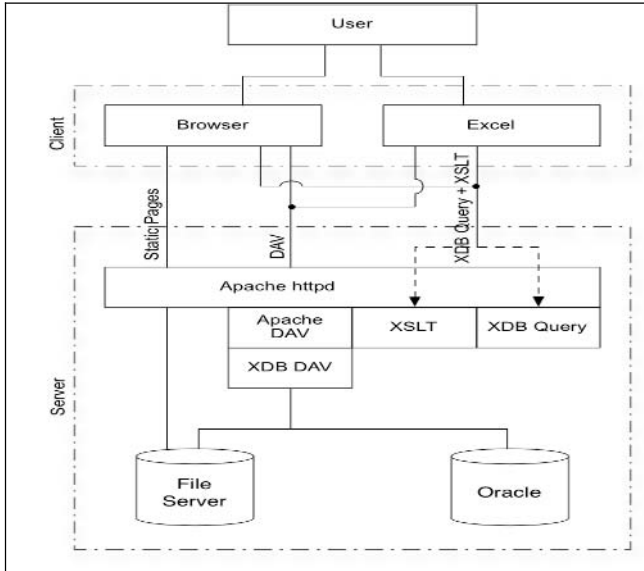 User
Client
Browser
Excel
Static Pages
DAV
XDB Query + XSLT
Apache httpd
Apache
DAV
XSLT
XDB Query
XDB DAV
Server
File
Server
Oracle